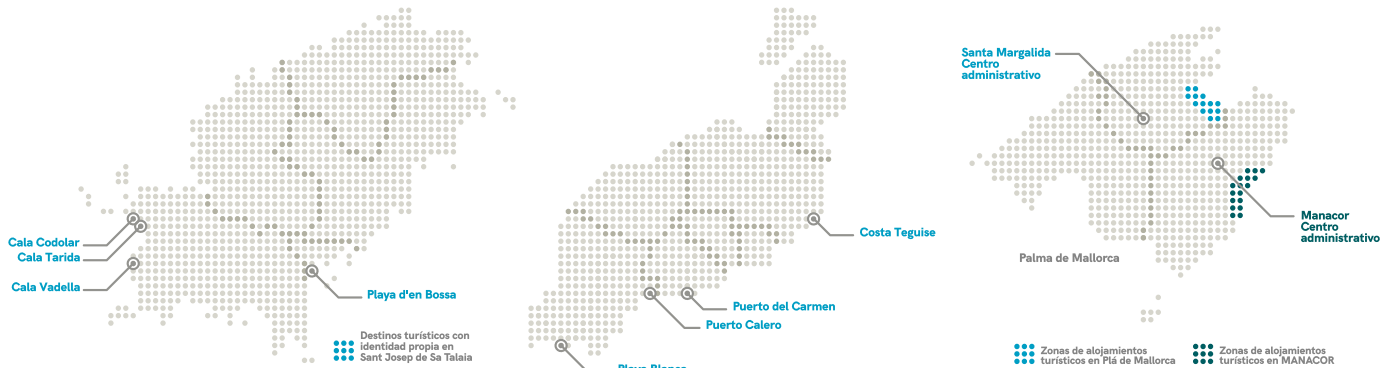 Cala Codolar
Cala Tarida
Cala Vadella
Playa d'en Bossa
Destinos turísticos con
identidad propia en
Sant Josep de Sa Talaia
Costa Teguise
Puerto del Carmen
Puerto Calero
Santa Margalida
Centro
administrativo
Manacor
Centro
administrativo
Palma de Mallorca
Zonas de alojamientos
turísticos en Plá de Mallorca
Zonas de alojamientos
turísticos en MANACOR